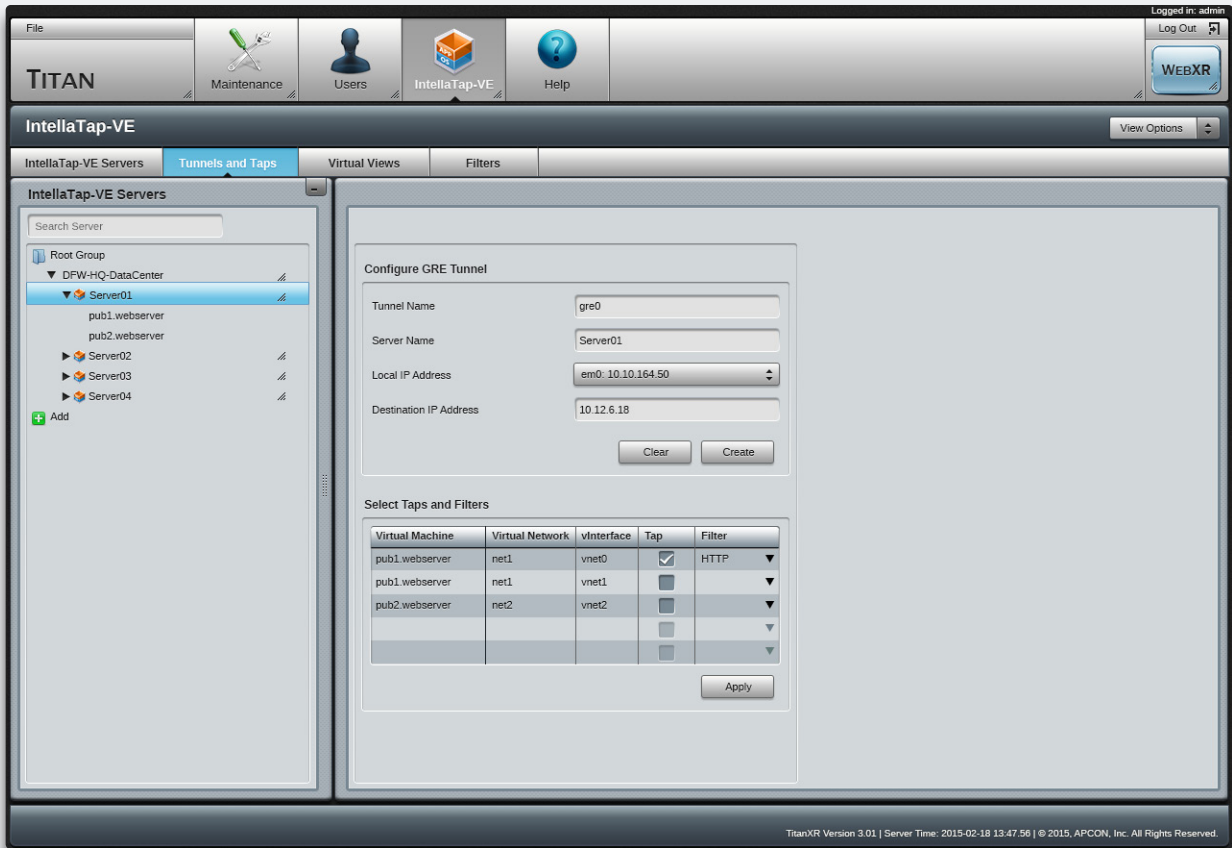 Logged in: admin
File
Log Out
TITAN
Maintenance
Users
APP
OS
IntellaTap-VE
?
Help
WEBXR
IntellaTap-VE
View Options
IntellaTap-VE Servers
Tunnels and Taps
Virtual Views
Filters
IntellaTap-VE Servers
Search Server
Root Group
DFW-HQ-DataCenter
Server01
pub1.webserver
pub2.webserver
Server02
Server03
Server04
Add
Configure GRE Tunnel
Tunnel Name gre0
Server Name Server01
Local IP Address em0: 10.10.164.50
Destination IP Address 10.12.6.18
Clear Create
Select Taps and Filters
Virtual Machine Virtual Network vInterface Tap Filter
pub1.webserver net1 vnet0 HTTP
pub1.webserver net1 vnet1
pub2.webserver net2 vnet2
Apply
TitanXR Version 3.01 | Server Time: 2015-02-18 13:47.56 | © 2015, APCON, Inc. All Rights Reserved.